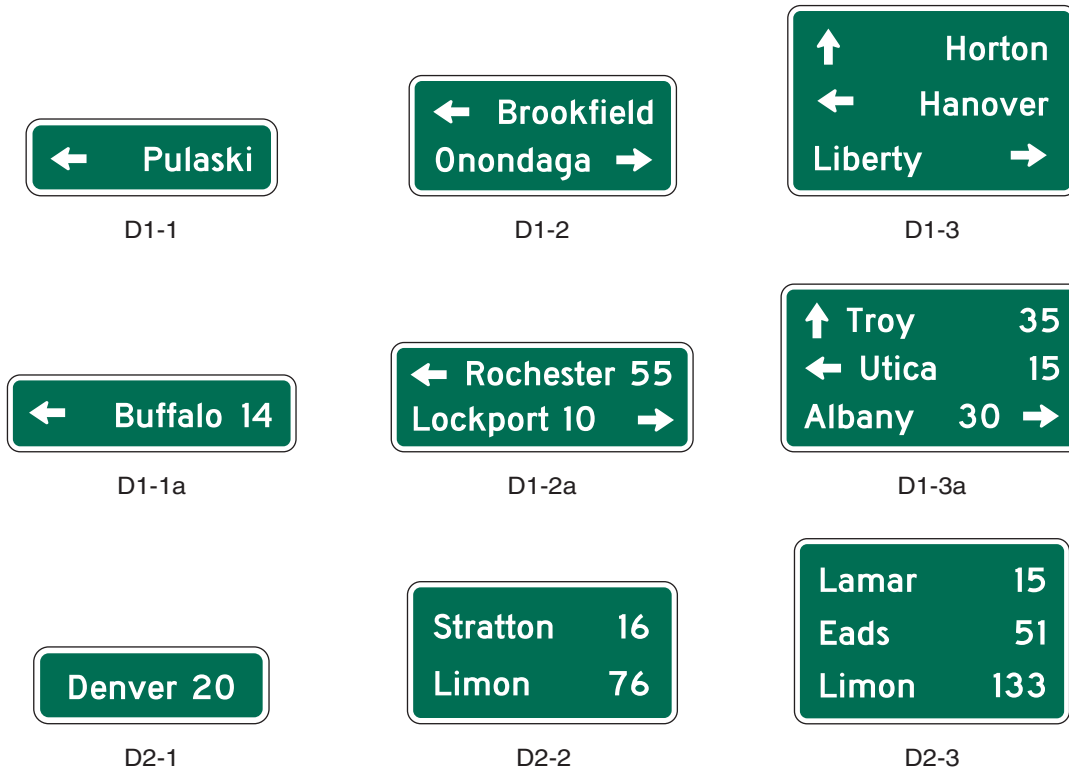 ← Pulaski
D1-1
← Brookfield
Onondaga →
D1-2
↑ Horton
← Hanover
Liberty →
D1-3
← Buffalo 14
D1-1a
← Rochester 55
Lockport 10 →
D1-2a
↑ Troy 35
← Utica 15
Albany 30 →
D1-3a
Denver 20
D2-1
Stratton 16
Limon 76
D2-2
Lamar 15
Eads 51
Limon 133
D2-3